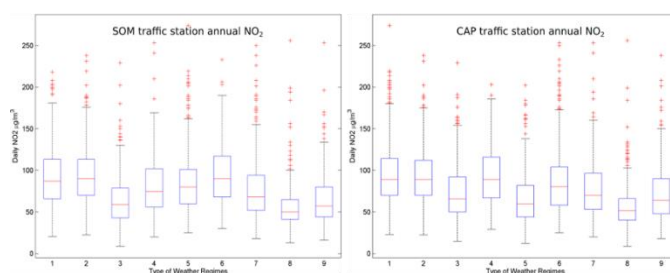 SOM traffic station annual NO₂
250
200
150
100
50
0
Daily NO2 µg/m³
1 2 3 4 5 6 7 8 9
Type of Weather Regimes
CAP traffic station annual NO₂
250
200
150
100
50
0
Daily NO2 µg/m³
1 2 3 4 5 6 7 8 9
Type of Weather Regimes